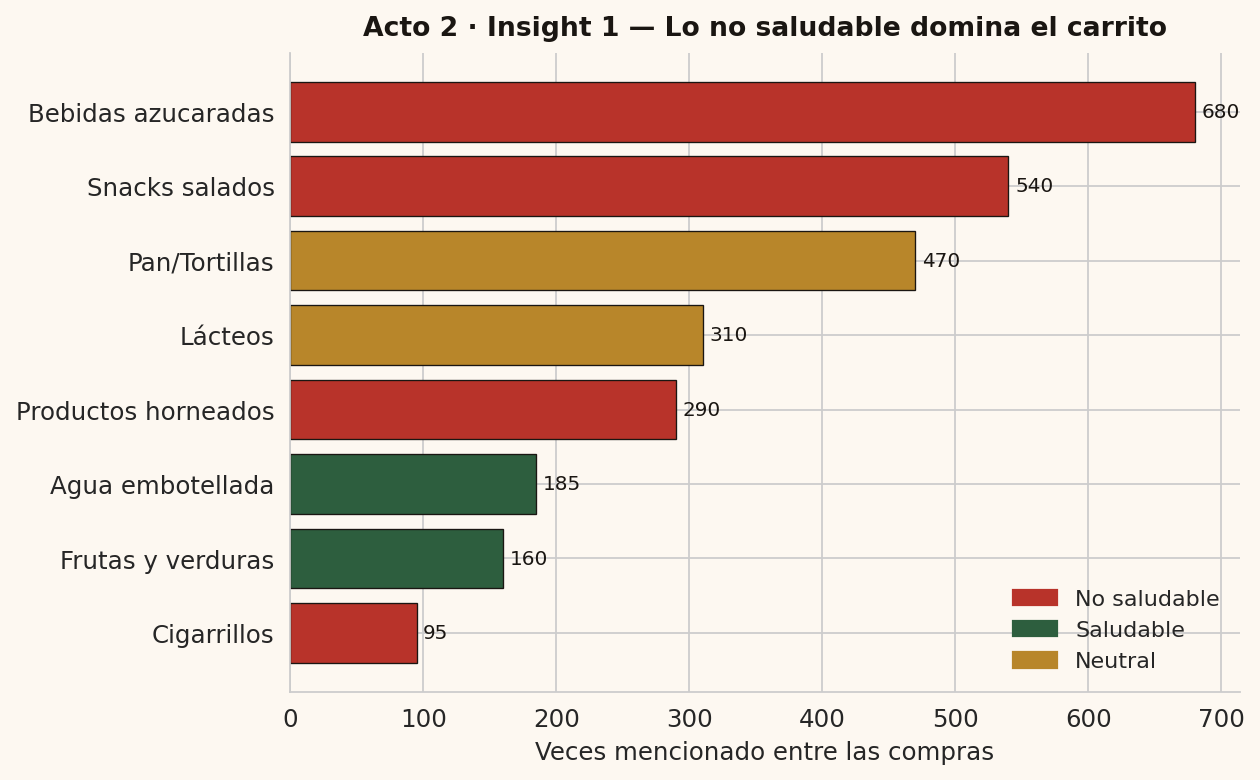 Acto 2 · Insight 1 — Lo no saludable domina el carrito
Bebidas azucaradas 680
Snacks salados 540
Pan/Tortillas 470
Lácteos 310
Productos horneados 290
Agua embotellada 185
Frutas y verduras 160
Cigarrillos 95
No saludable
Saludable
Neutral
0 100 200 300 400 500 600 700
Veces mencionado entre las compras